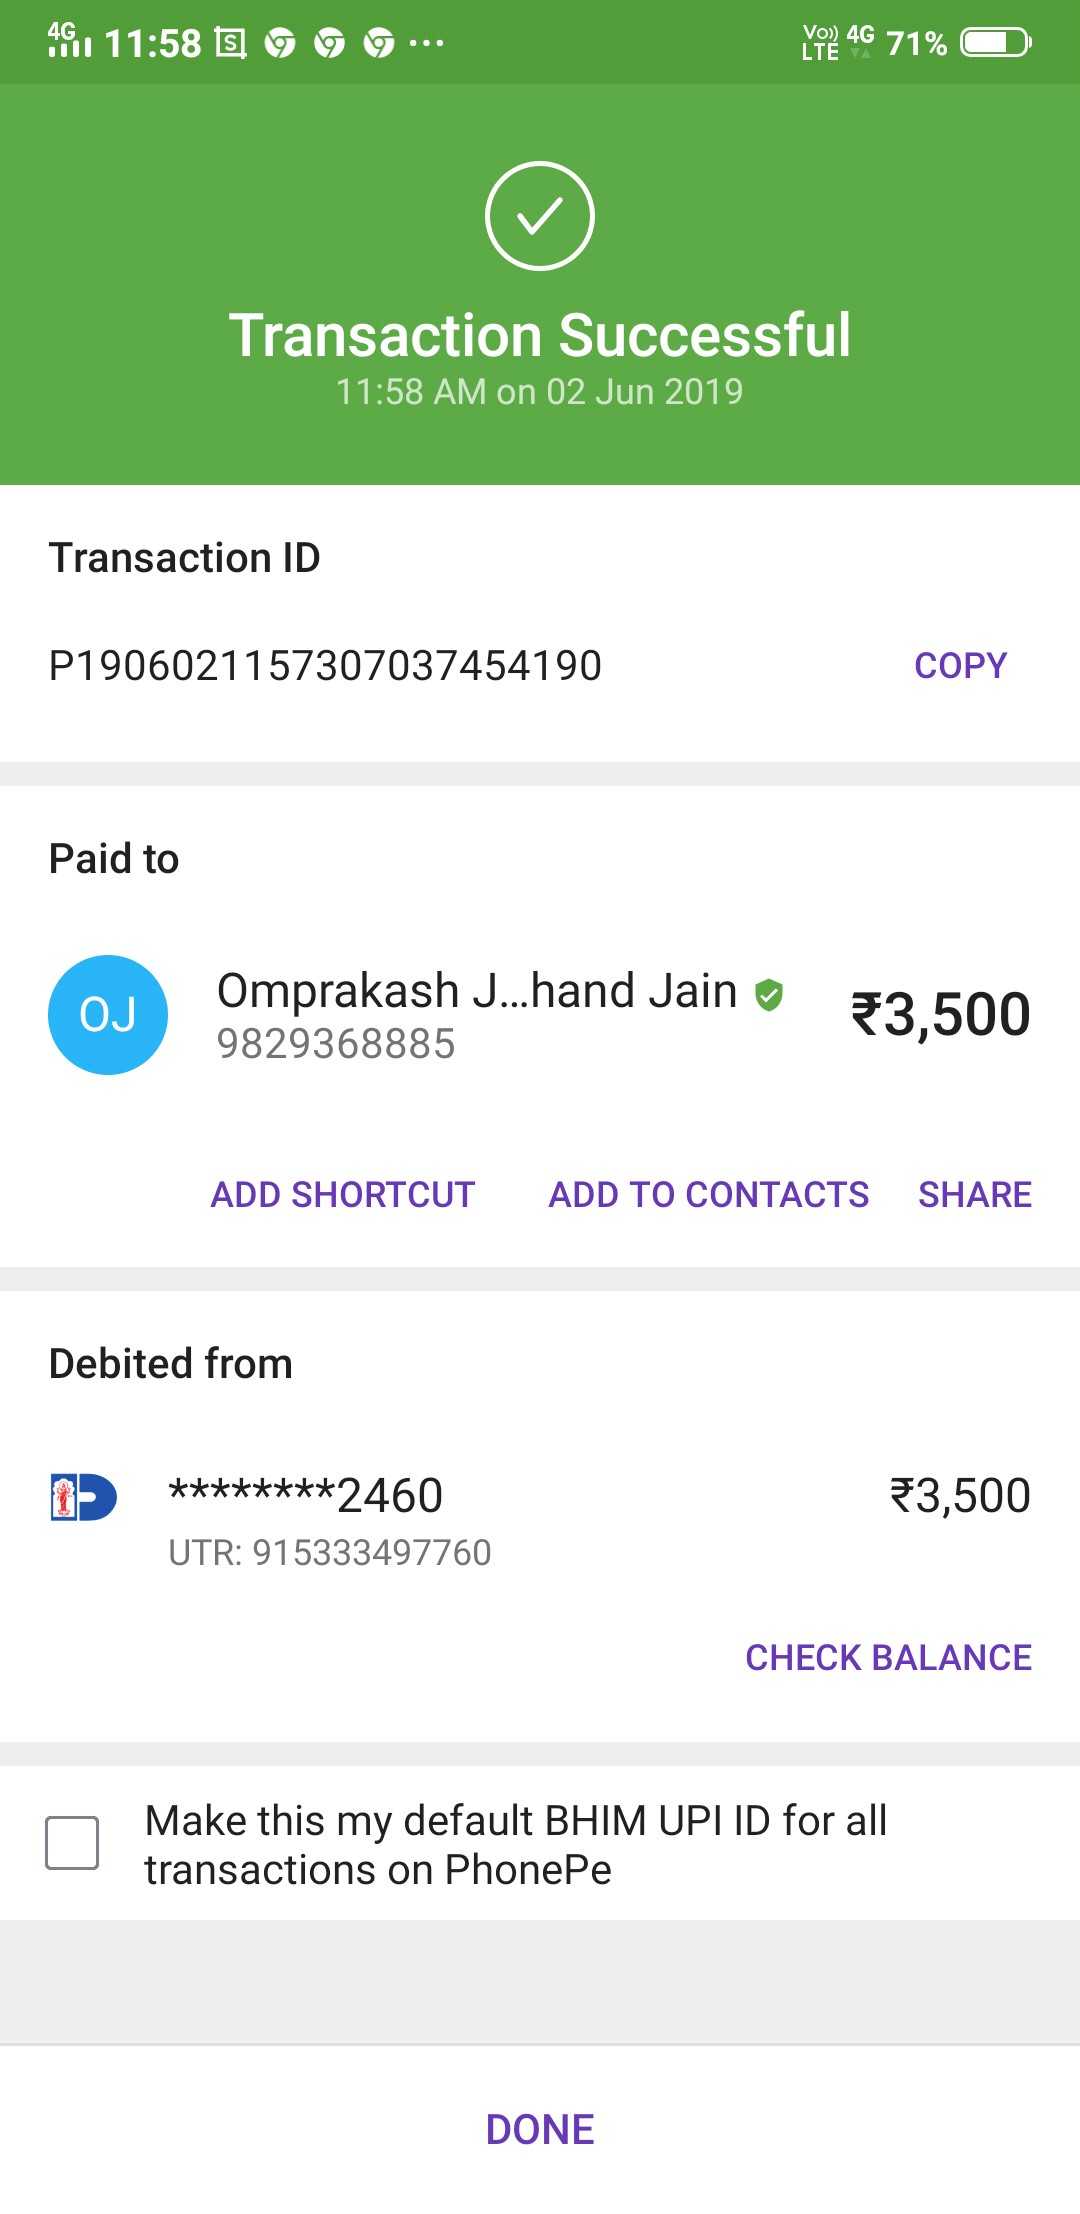 4G 11:58 S Vo)) LTE 4G 71%
Transaction Successful
11:58 AM on 02 Jun 2019
Transaction ID
P1906021157307037454190 COPY
Paid to
OJ Omprakash J...hand Jain ₹3,500
9829368885
ADD SHORTCUT ADD TO CONTACTS SHARE
Debited from
********2460 ₹3,500
UTR: 915333497760
CHECK BALANCE
Make this my default BHIM UPI ID for all
transactions on PhonePe
DONE